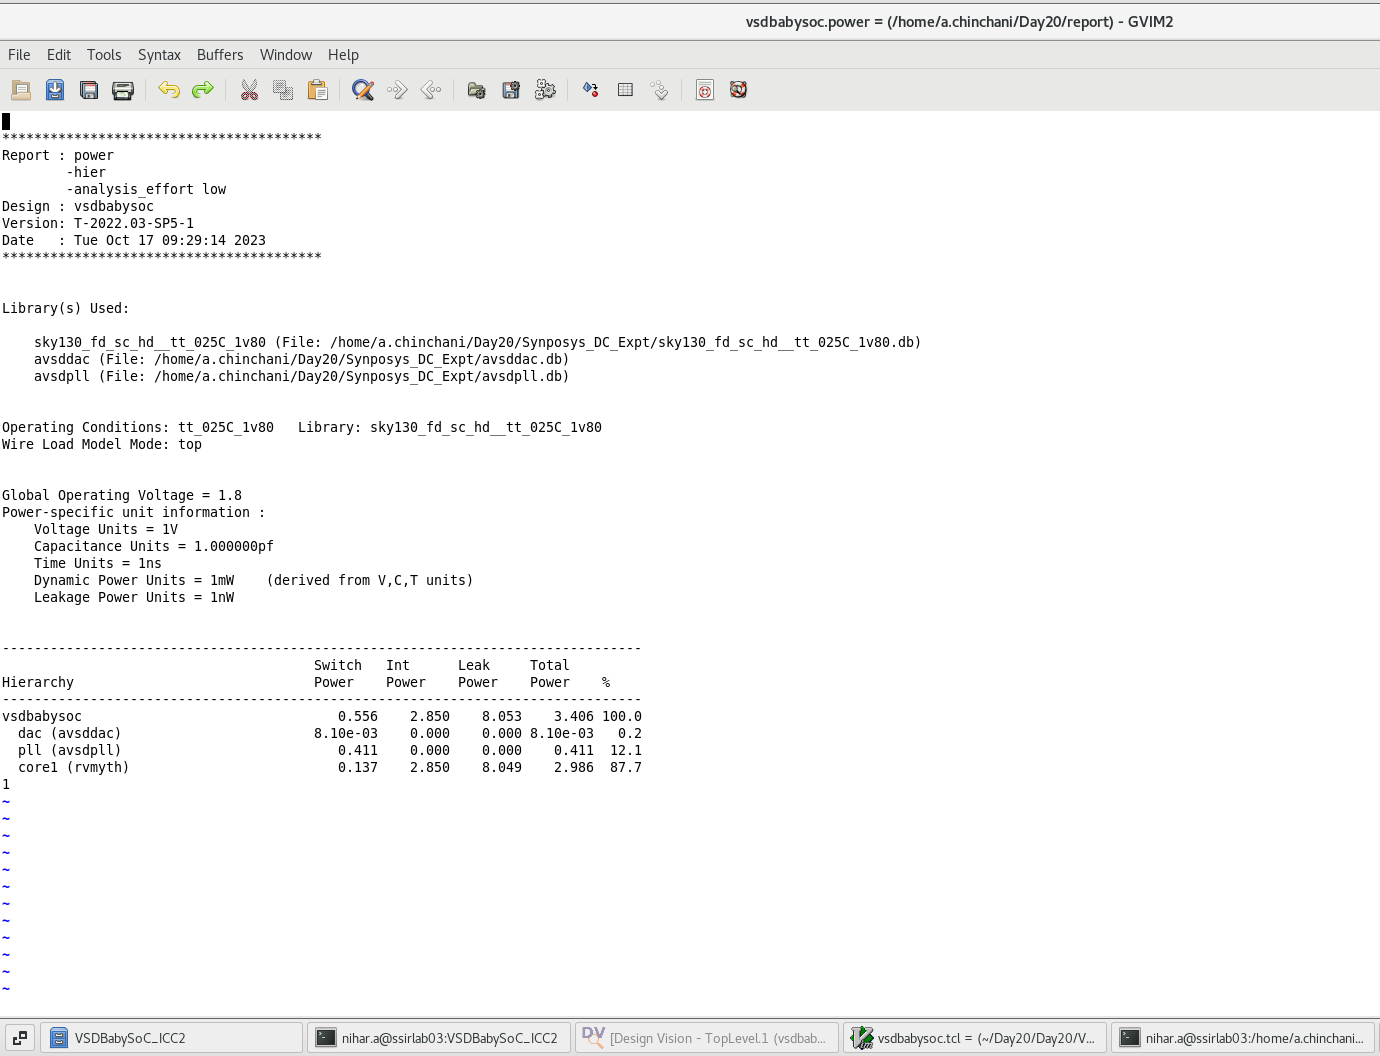 vsdbabysoc.power = (/home/a.chinchani/Day20/report) - GVIM2
File Edit Tools Syntax Buffers Window Help
****************************************
Report : power
        -hier
        -analysis_effort low
Design : vsdbabysoc
Version: T-2022.03-SP5-1
Date   : Tue Oct 17 09:29:14 2023
****************************************
Library(s) Used:
    sky130_fd_sc_hd__tt_025C_1v80 (File: /home/a.chinchani/Day20/Synposys_DC_Expt/sky130_fd_sc_hd__tt_025C_1v80.db)
    avsddac (File: /home/a.chinchani/Day20/Synposys_DC_Expt/avsddac.db)
    avsdpll (File: /home/a.chinchani/Day20/Synposys_DC_Expt/avsdpll.db)
Operating Conditions: tt_025C_1v80   Library: sky130_fd_sc_hd__tt_025C_1v80
Wire Load Model Mode: top
Global Operating Voltage = 1.8
Power-specific unit information :
    Voltage Units = 1V
    Capacitance Units = 1.000000pf
    Time Units = 1ns
    Dynamic Power Units = 1mW    (derived from V,C,T units)
    Leakage Power Units = 1nW
--------------------------------------------------------------------------------
                                       Switch   Int      Leak     Total
Hierarchy                              Power    Power    Power    Power    %
--------------------------------------------------------------------------------
vsdbabysoc                                0.556    2.850    8.053    3.406 100.0
  dac (avsddac)                        8.10e-03    0.000    0.000 8.10e-03   0.2
  pll (avsdpll)                           0.411    0.000    0.000    0.411  12.1
  core1 (rvmyth)                          0.137    2.850    8.049    2.986  87.7
1
~
~
~
~
~
~
~
~
~
~
~
~
VSDBabySoC_ICC2 nihar.a@ssirlab03:VSDBabySoC_ICC2 DV [Design Vision - TopLevel.1 (vsdbab... vsdbabysoc.tcl = (~/Day20/Day20/V... nihar.a@ssirlab03:/home/a.chinchani...